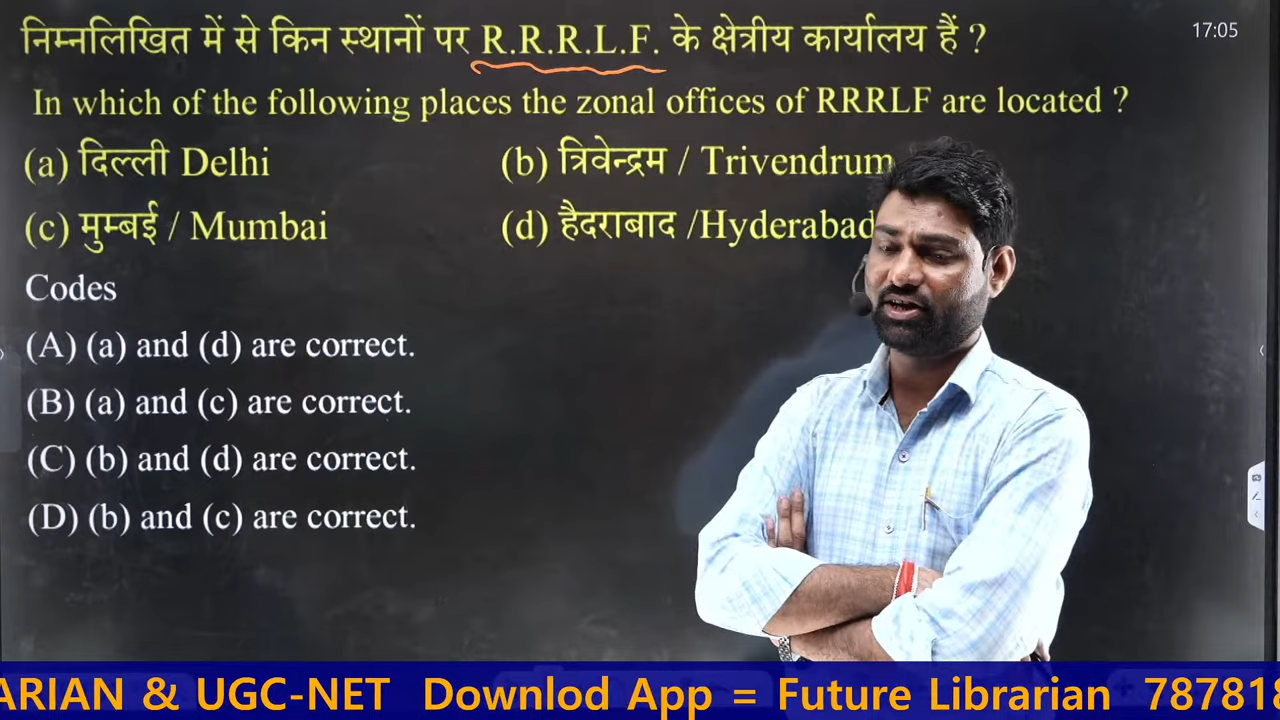 निम्नलिखित में से किन स्थानों पर R.R.R.L.F. के क्षेत्रीय कार्यालय हैं ?
17:05
In which of the following places the zonal offices of RRRLF are located ?
(a) दिल्ली Delhi (b) त्रिवेन्द्रम / Trivendrum
(c) मुम्बई / Mumbai (d) हैदराबाद /Hyderabad
Codes
(A) (a) and (d) are correct.
(B) (a) and (c) are correct.
(C) (b) and (d) are correct.
(D) (b) and (c) are correct.
ARIAN & UGC-NET Downlod App = Future Librarian 78781